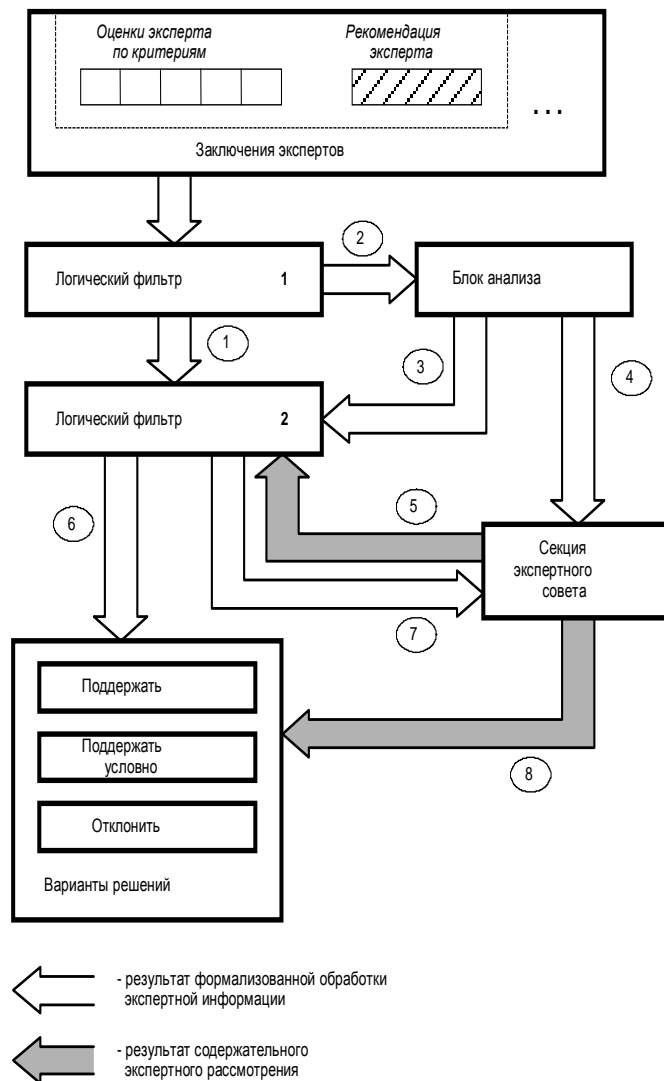 Оценки эксперта
по критериям
Рекомендация
эксперта
...
Заключения экспертов
Логический фильтр 1
2
Блок анализа
1
3
4
Логический фильтр 2
5
6
Секция
экспертного
совета
7
Поддержать
Поддержать
условно
8
Отклонить
Варианты решений
- результат формализованной обработки
экспертной информации
- результат содержательного
экспертного рассмотрения